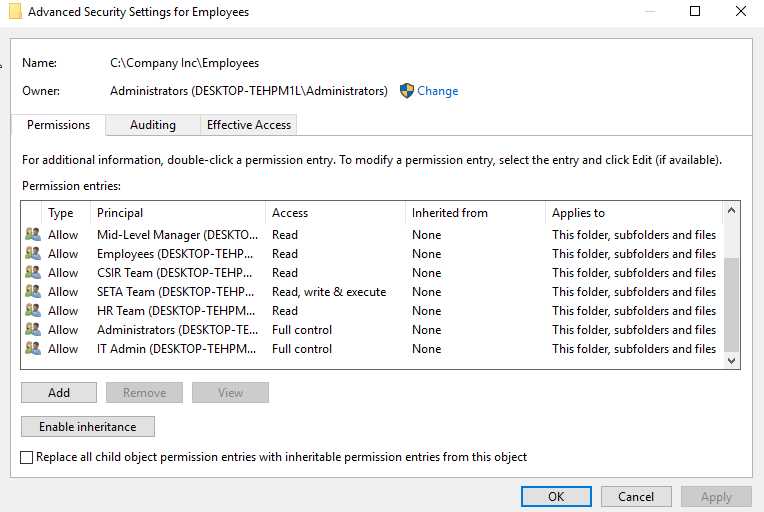 Advanced Security Settings for Employees
Name: C:\Company Inc\Employees
Owner: Administrators (DESKTOP-TEHPM1L\Administrators) Change
Permissions Auditing Effective Access
For additional information, double-click a permission entry. To modify a permission entry, select the entry and click Edit (if available).
Permission entries:
Type Principal Access Inherited from Applies to
Allow Mid-Level Manager (DESKTO... Read None This folder, subfolders and files
Allow Employees (DESKTOP-TEHP... Read None This folder, subfolders and files
Allow CSIR Team (DESKTOP-TEHP... Read None This folder, subfolders and files
Allow SETA Team (DESKTOP-TEHP... Read, write & execute None This folder, subfolders and files
Allow HR Team (DESKTOP-TEHPM... Read None This folder, subfolders and files
Allow Administrators (DESKTOP-TE... Full control None This folder, subfolders and files
Allow IT Admin (DESKTOP-TEHPM... Full control None This folder, subfolders and files
Add Remove View
Enable inheritance
Replace all child object permission entries with inheritable permission entries from this object
OK Cancel Apply